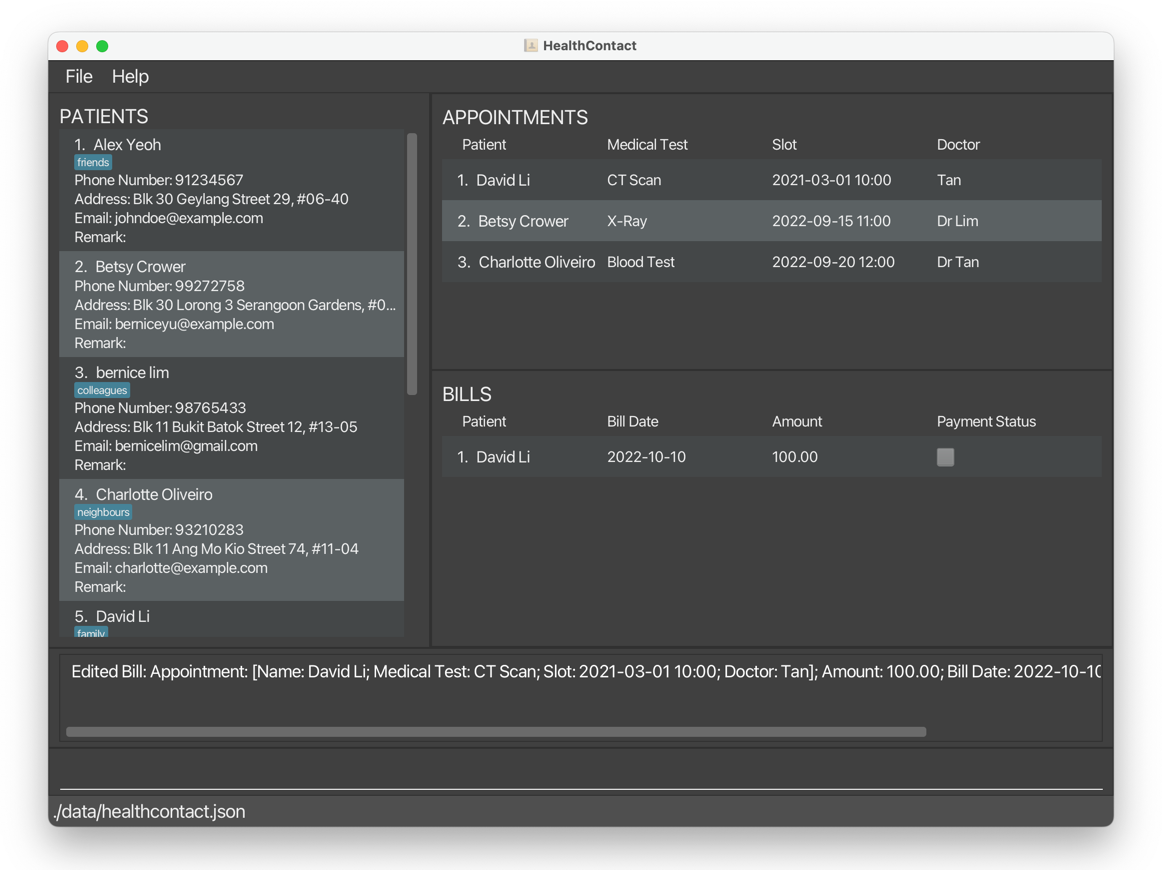 HealthContact
File Help
PATIENTS
1. Alex Yeoh
friends
Phone Number: 91234567
Address: Blk 30 Geylang Street 29, #06-40
Email: johndoe@example.com
Remark:
2. Betsy Crower
Phone Number: 99272758
Address: Blk 30 Lorong 3 Serangoon Gardens, #0...
Email: berniceyu@example.com
Remark:
3. bernice lim
colleagues
Phone Number: 98765433
Address: Blk 11 Bukit Batok Street 12, #13-05
Email: bernicelim@gmail.com
Remark:
4. Charlotte Oliveiro
neighbours
Phone Number: 93210283
Address: Blk 11 Ang Mo Kio Street 74, #11-04
Email: charlotte@example.com
Remark:
5. David Li
family
APPOINTMENTS
Patient Medical Test Slot Doctor
1. David Li CT Scan 2021-03-01 10:00 Tan
2. Betsy Crower X-Ray 2022-09-15 11:00 Dr Lim
3. Charlotte Oliveiro Blood Test 2022-09-20 12:00 Dr Tan
BILLS
Patient Bill Date Amount Payment Status
1. David Li 2022-10-10 100.00
Edited Bill: Appointment: [Name: David Li; Medical Test: CT Scan; Slot: 2021-03-01 10:00; Doctor: Tan]; Amount: 100.00; Bill Date: 2022-10-10
./data/healthcontact.json